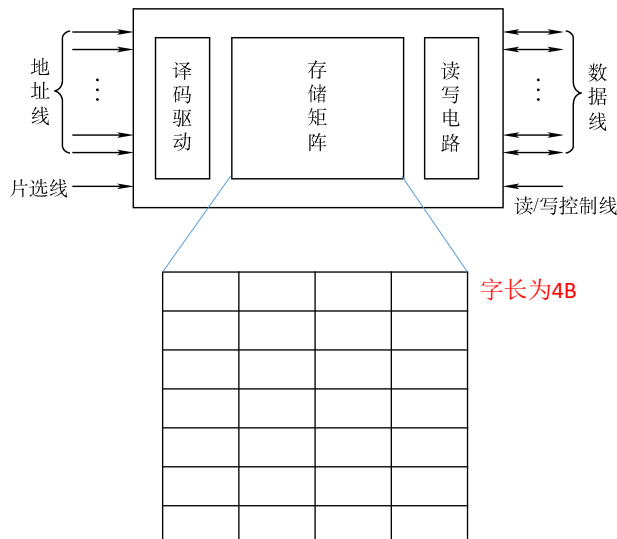 地址线
译码驱动
存储矩阵
读写电路
数据线
片选线
读/写控制线
字长为4B